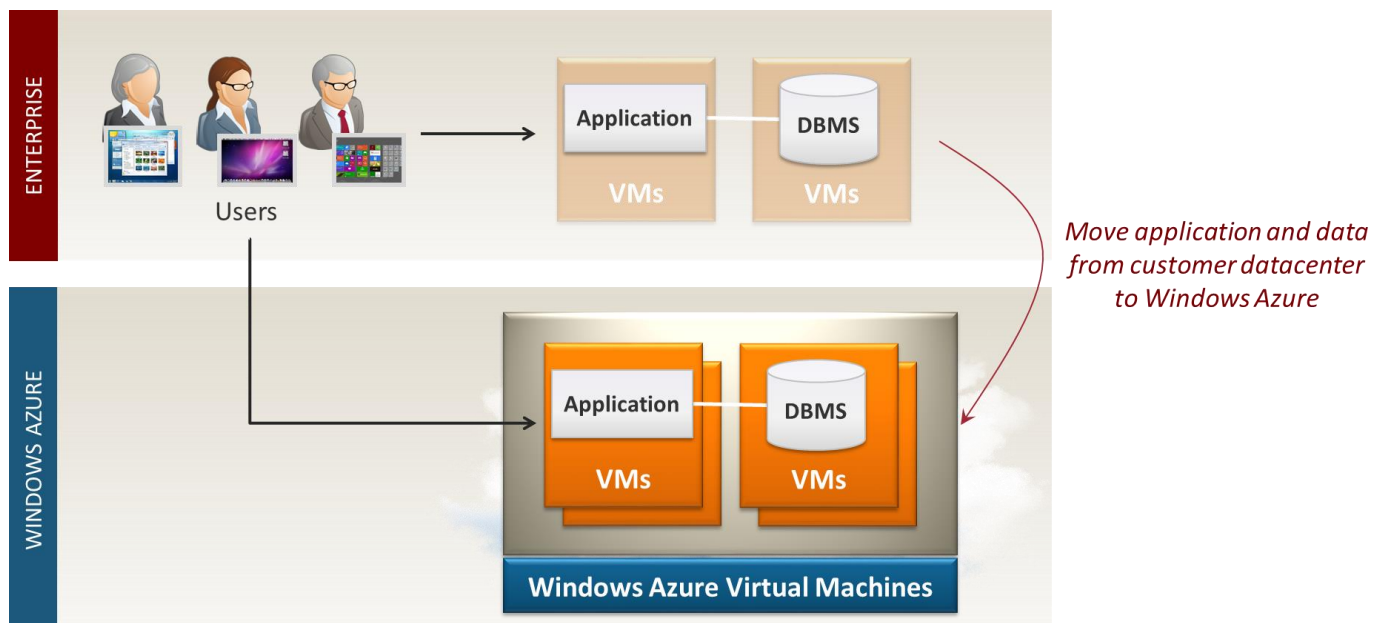 ENTERPRISE
Users
Application
DBMS
VMs
VMs
Move application and data
from customer datacenter
to Windows Azure
WINDOWS AZURE
Application
DBMS
VMs
VMs
Windows Azure Virtual Machines